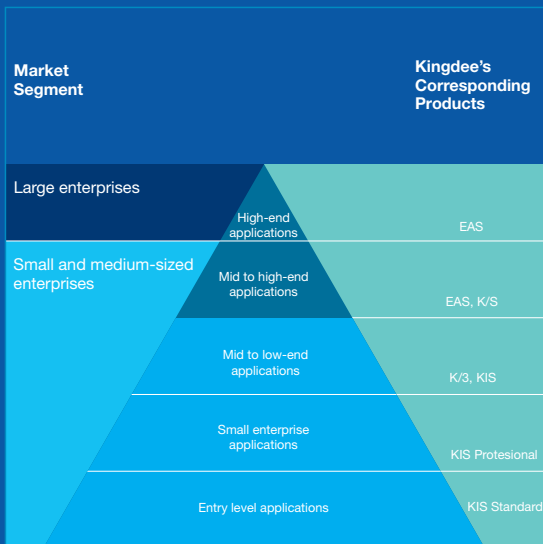 Market
Segment
Kingdee's
Corresponding
Products
Large enterprises
High-end
applications
EAS
Small and medium-sized
enterprises
Mid to high-end
applications
EAS, K/S
Mid to low-end
applications
K/3, KIS
Small enterprise
applications
KIS Protesional
Entry level applications
KIS Standard